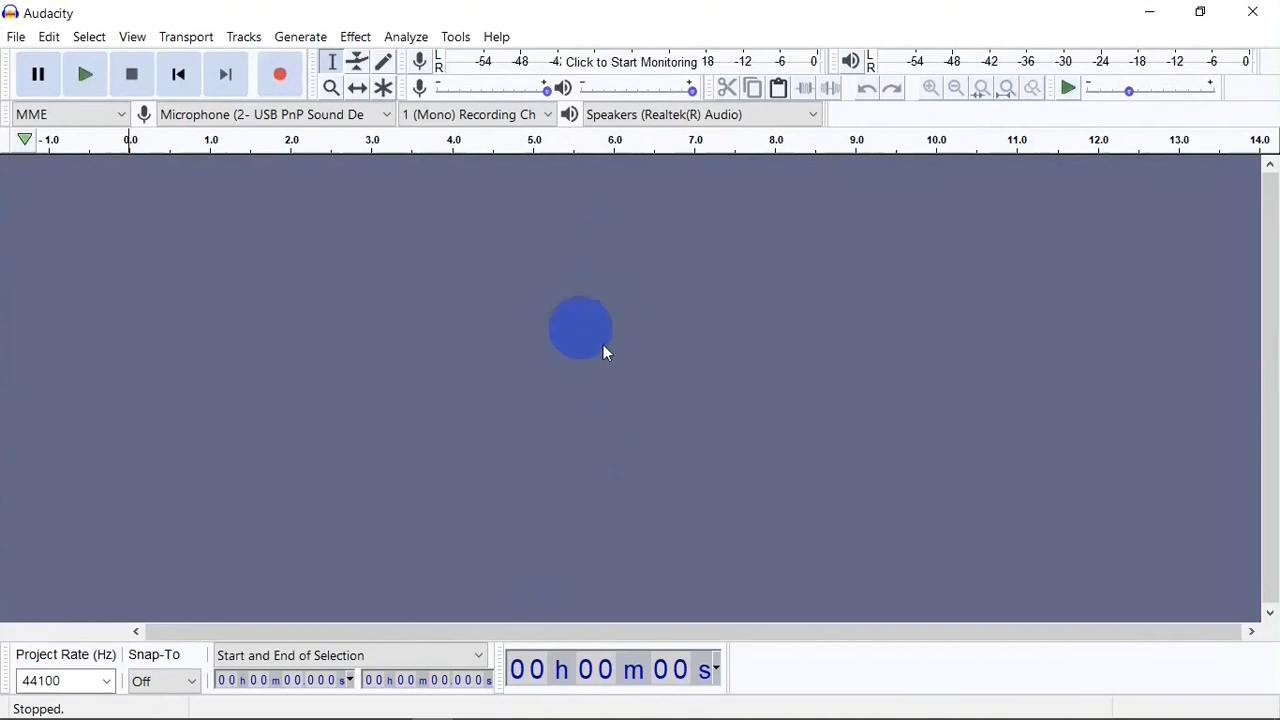 Audacity
File Edit Select View Transport Tracks Generate Effect Analyze Tools Help
L R -54 -48 -4 Click to Start Monitoring 18 -12 -6 0 L R -54 -48 -42 -36 -30 -24 -18 -12 -6 0
- + - + - +
MME Microphone (2- USB PnP Sound De 1 (Mono) Recording Ch Speakers (Realtek(R) Audio)
- 1.0 0.0 1.0 2.0 3.0 4.0 5.0 6.0 7.0 8.0 9.0 10.0 11.0 12.0 13.0 14.0
Project Rate (Hz) Snap-To Start and End of Selection
44100 Off 00 h 00 m 00.000 s 00 h 00 m 00.000 s 00 h 00 m 00 s
Stopped.